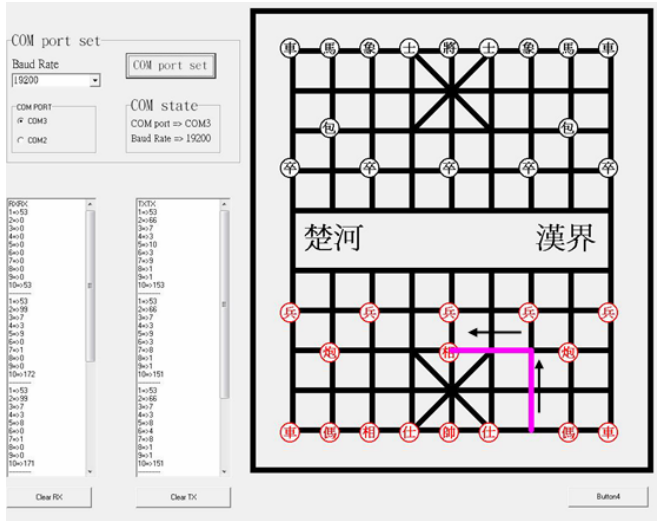 COM port set
Baud Rate
19200
COM port set
COM PORT
COM3
COM2
COM state
COM port => COM3
Baud Rate => 19200
RXRX
1=>53
2=>0
3=>0
4=>0
5=>0
6=>0
7=>0
8=>0
9=>0
10=>53
1=>53
2=>99
3=>7
4=>3
5=>9
6=>0
7=>1
8=>0
9=>0
10=>172
1=>53
2=>99
3=>7
4=>3
5=>8
6=>0
7=>1
8=>0
9=>0
10=>171
Clear RX
TXTX
1=>53
2=>66
3=>7
4=>3
5=>10
6=>3
7=>9
8=>1
9=>1
10=>153
1=>53
2=>66
3=>7
4=>3
5=>9
6=>3
7=>8
8=>1
9=>1
10=>151
1=>53
2=>66
3=>7
4=>3
5=>8
6=>4
7=>8
8=>1
9=>1
10=>151
Clear TX
車 馬 象 士 將 士 象 馬 車
包 包
卒 卒 卒 卒 卒
楚河 漢界
兵 兵 兵 兵 兵
炮 相 炮
車 傌 相 仕 帥 仕 傌 車
Button4